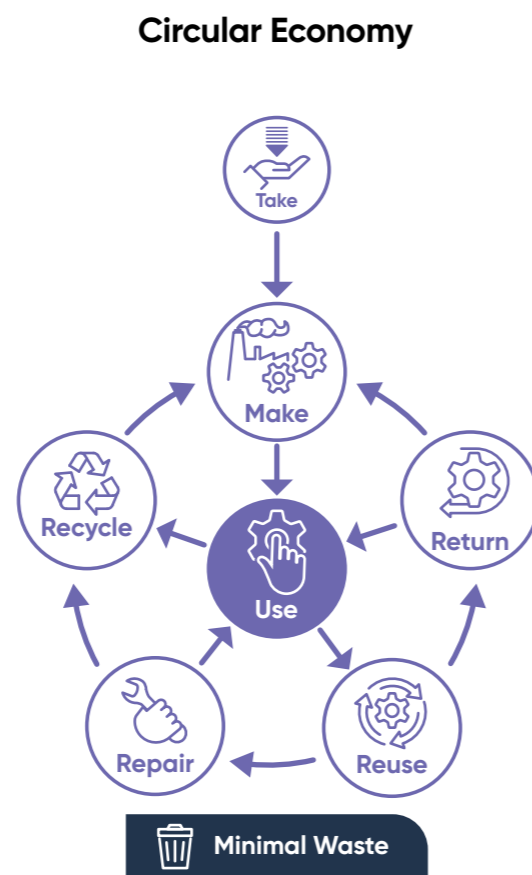 Circular Economy
Take
Make
Recycle
Return
Use
Repair
Reuse
Minimal Waste